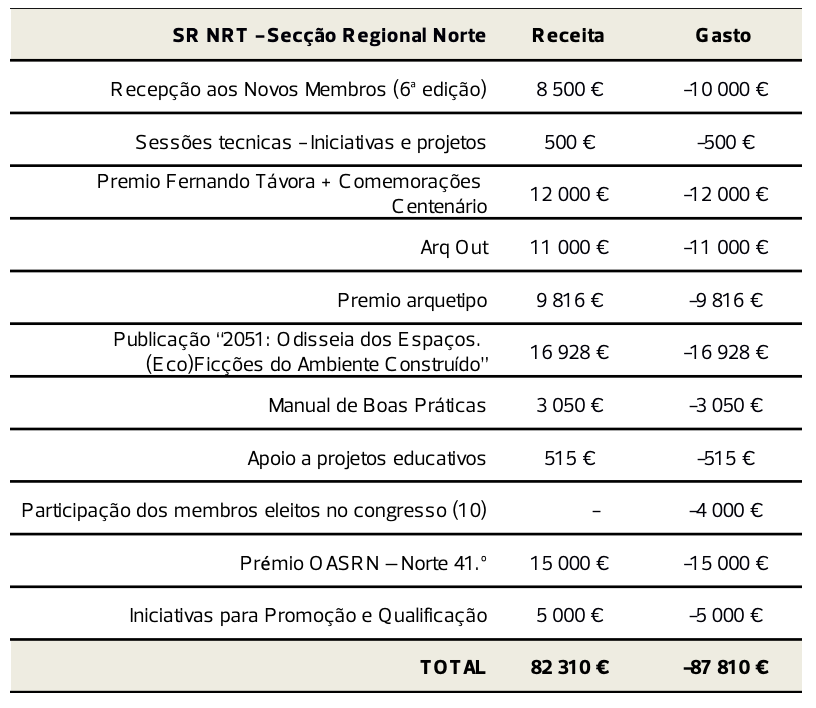 SR NRT – Secção Regional Norte Receita Gasto
Recepção aos Novos Membros (6ª edição) 8 500 € -10 000 €
Sessões tecnicas – Iniciativas e projetos 500 € -500 €
Premio Fernando Távora + Comemorações
Centenário 12 000 € -12 000 €
Arq Out 11 000 € -11 000 €
Premio arquetipo 9 816 € -9 816 €
Publicação “2051: Odisseia dos Espaços.
(Eco)Ficções do Ambiente Construído” 16 928 € -16 928 €
Manual de Boas Práticas 3 050 € -3 050 €
Apoio a projetos educativos 515 € -515 €
Participação dos membros eleitos no congresso (10) – -4 000 €
Prémio OASRN – Norte 41.º 15 000 € -15 000 €
Iniciativas para Promoção e Qualificação 5 000 € -5 000 €
TOTAL 82 310 € -87 810 €